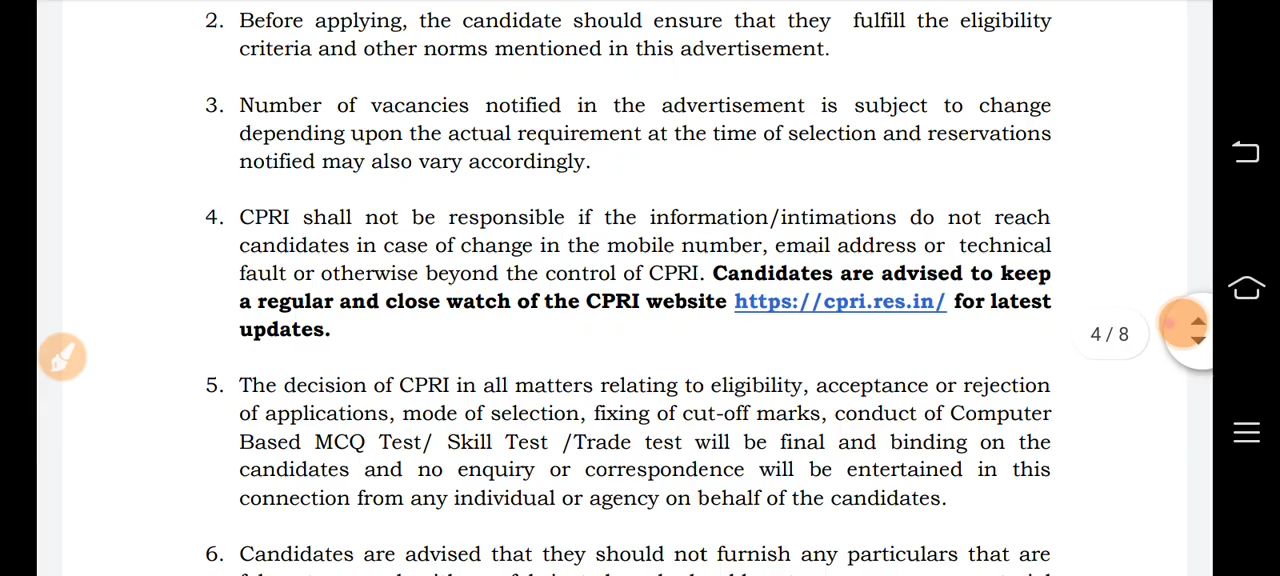 2. Before applying, the candidate should ensure that they fulfill the eligibility
criteria and other norms mentioned in this advertisement.
3. Number of vacancies notified in the advertisement is subject to change
depending upon the actual requirement at the time of selection and reservations
notified may also vary accordingly.
4. CPRI shall not be responsible if the information/intimations do not reach
candidates in case of change in the mobile number, email address or technical
fault or otherwise beyond the control of CPRI. Candidates are advised to keep
a regular and close watch of the CPRI website https://cpri.res.in/ for latest
updates.
4 / 8
5. The decision of CPRI in all matters relating to eligibility, acceptance or rejection
of applications, mode of selection, fixing of cut-off marks, conduct of Computer
Based MCQ Test/ Skill Test /Trade test will be final and binding on the
candidates and no enquiry or correspondence will be entertained in this
connection from any individual or agency on behalf of the candidates.
6. Candidates are advised that they should not furnish any particulars that are